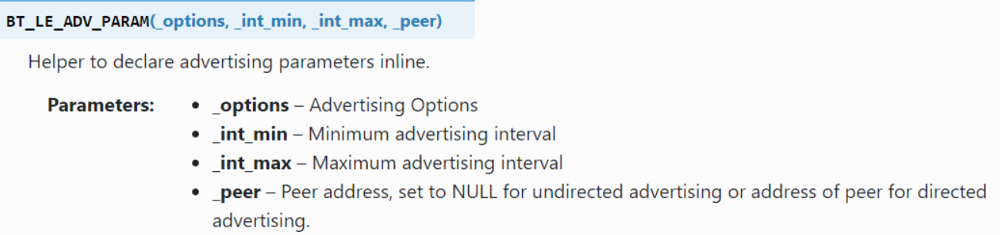 BT_LE_ADV_PARAM(_options, _int_min, _int_max, _peer)
Helper to declare advertising parameters inline.
Parameters: • _options – Advertising Options
• _int_min – Minimum advertising interval
• _int_max – Maximum advertising interval
• _peer – Peer address, set to NULL for undirected advertising or address of peer for directed
advertising.